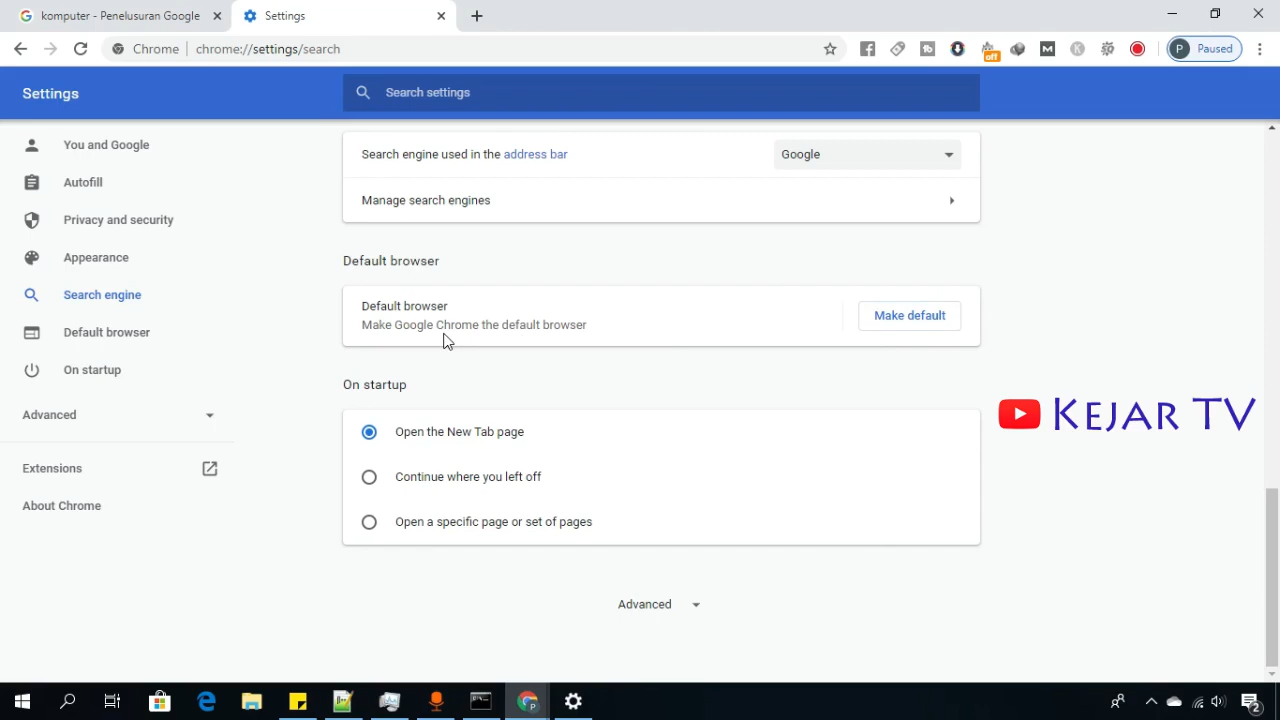 komputer - Penelusuran Google
Settings
Chrome
chrome://settings/search
off
M
K
P Paused
Settings
Search settings
You and Google
Autofill
Privacy and security
Appearance
Search engine
Default browser
On startup
Advanced
Extensions
About Chrome
Search engine used in the address bar
Google
Manage search engines
Default browser
Default browser
Make Google Chrome the default browser
Make default
On startup
Open the New Tab page
Continue where you left off
Open a specific page or set of pages
Advanced
KEJAR TV
2